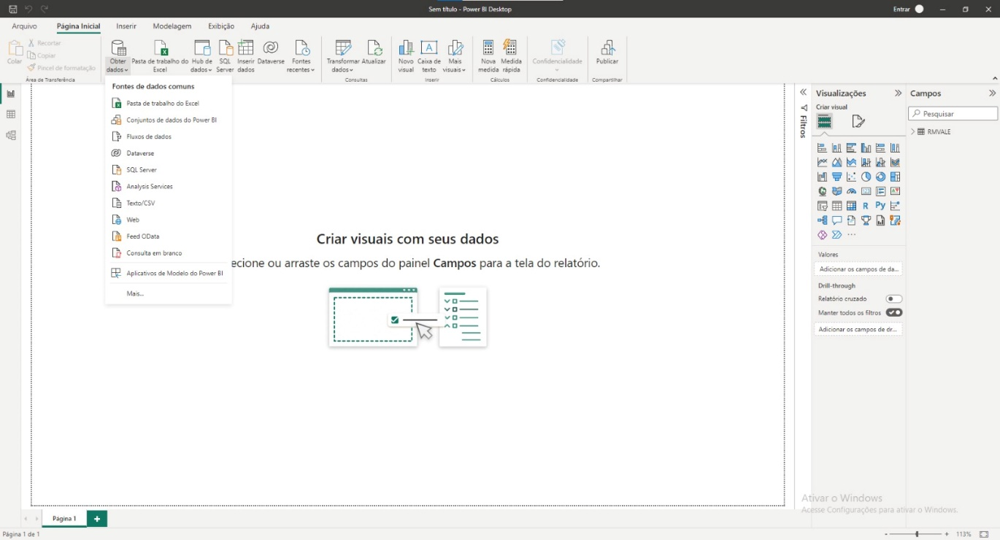 Sem título - Power BI Desktop
Entrar
Arquivo Página Inicial Inserir Modelagem Exibição Ajuda
Colar
Recortar
Copiar
Pincel de formatação
Área de Transferência
Obter dados
Pasta de trabalho do Excel
Hub de dados
SQL Server
Inserir dados
Dataverse
Fontes recentes
Transformar dados
Atualizar
Consultas
Novo visual
Caixa de texto
Mais visuais
Inserir
Nova medida
Medida rápida
Cálculos
Confidencialidade
Confidencialidade
Publicar
Compartilhar
Fontes de dados comuns
Pasta de trabalho do Excel
Conjuntos de dados do Power BI
Fluxos de dados
Dataverse
SQL Server
Analysis Services
Texto/CSV
Web
Feed OData
Consulta em branco
Aplicativos de Modelo do Power BI
Mais...
Criar visuais com seus dados
ecione ou arraste os campos do painel Campos para a tela do relatório.
Filtros
Visualizações
Criar visual
R Py
Valores
Adicionar os campos de da...
Drill-through
Relatório cruzado
Manter todos os filtros
Adicionar os campos de dr...
Campos
Pesquisar
RMVALE
Ativar o Windows
Acesse Configurações para ativar o Windows.
Página 1
Página 1 de 1
113%